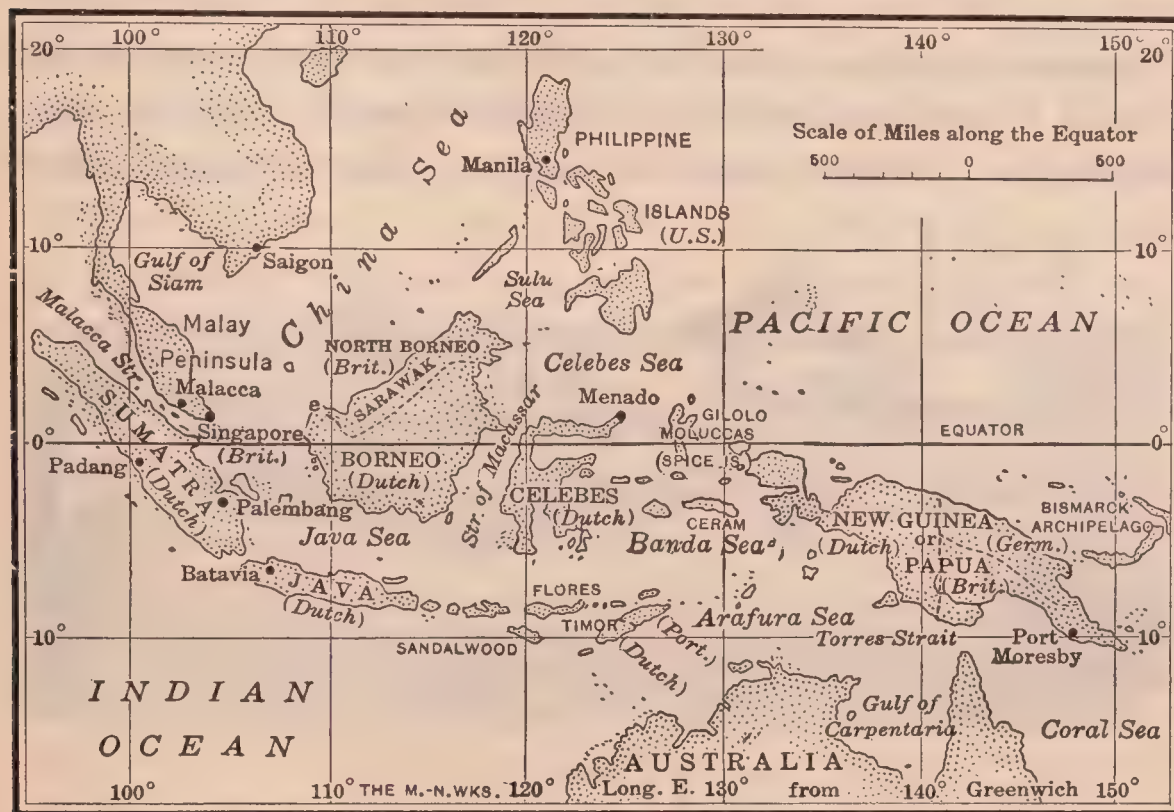 100° 110° 120° 130° 140° 150°
20° 20°
China Sea
PHILIPPINE
Manila
Scale of Miles along the Equator
500 0 500
ISLANDS
(U.S.)
10° 10°
Gulf of
Siam
Saigon
Sulu
Sea
Malacca Str.
Malay
Peninsula
Malacca
PACIFIC OCEAN
NORTH BORNEO
(Brit.)
SARAWAK
Celebes Sea
Menado
GILOLO
MOLUCCAS
(SPICE IS.)
EQUATOR
0° 0°
Singapore
(Brit.)
SUMATRA
(Dutch)
Padang
Palembang
BORNEO
(Dutch)
Str of Macassar
CELEBES
(Dutch)
CERAM
NEW GUINEA
(Dutch) or (Germ.)
PAPUA
(Brit.)
BISMARCK
ARCHIPELAGO
Java Sea
Banda Sea
Batavia
JAVA
(Dutch)
FLORES
TIMOR
(Port.)
(Dutch)
Arafura Sea
Torres Strait
Port
Moresby
10° 10°
SANDALWOOD
INDIAN
OCEAN
Gulf of
Carpentaria
Coral Sea
AUSTRALIA
THE M.-N. WKS.
Long. E. from Greenwich
100° 110° 120° 130° 140° 150°